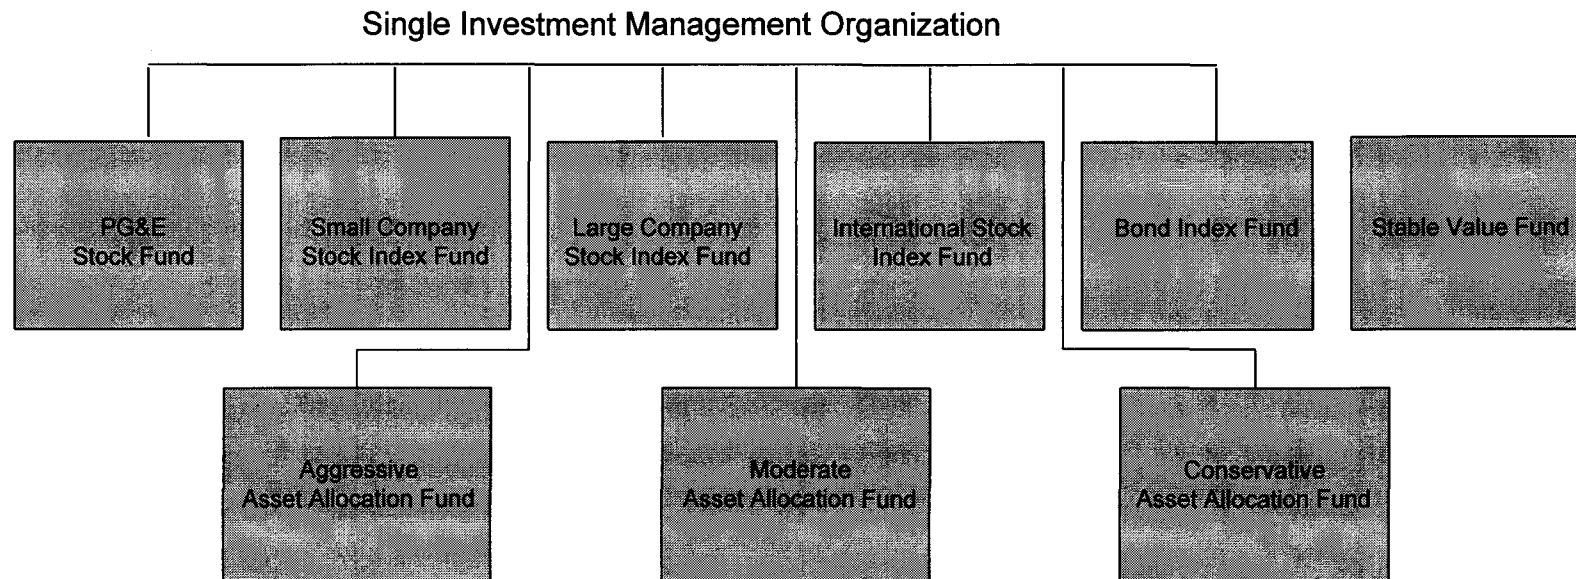 Single Investment Management Organization
PG&E
Stock Fund
Small Company
Stock Index Fund
Large Company
Stock Index Fund
International Stock
Index Fund
Bond Index Fund
Stable Value Fund
Aggressive
Asset Allocation Fund
Moderate
Asset Allocation Fund
Conservative
Asset Allocation Fund